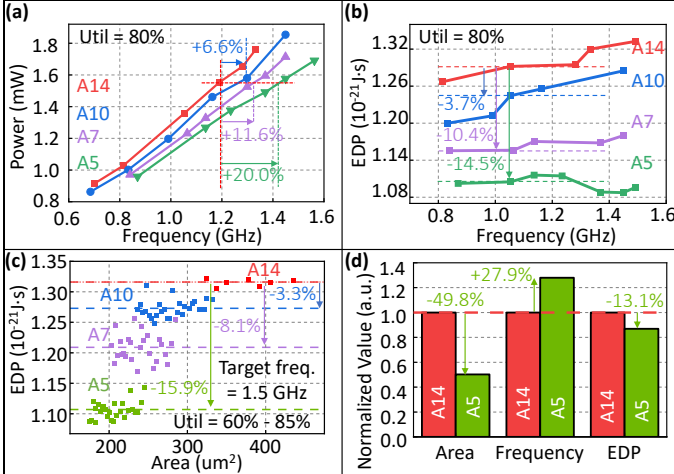 (a)
Util = 80%
+6.6%
A14
A10
A7
A5
+11.6%
+20.0%
Power (mW)
1.8
1.6
1.4
1.2
1.0
0.8
0.6 0.8 1.0 1.2 1.4 1.6
Frequency (GHz)
(b)
Util = 80%
A14
A10
A7
A5
-3.7%
-10.4%
-14.5%
EDP (10⁻²¹J·s)
1.32
1.24
1.16
1.08
0.6 0.8 1.0 1.2 1.4 1.6
Frequency (GHz)
(c)
A14
A10
A7
A5
-3.3%
-8.1%
-15.9%
Target freq.
= 1.5 GHz
Util = 60% - 85%
EDP (10⁻²¹J·s)
1.35
1.30
1.25
1.20
1.15
1.10
200 300 400
Area (um²)
(d)
+27.9%
-49.8%
-13.1%
A14
A5
A14
A5
A14
A5
Normalized Value (a.u.)
1.4
1.2
1.0
0.8
0.6
0.4
0.2
0.0
Area Frequency EDP